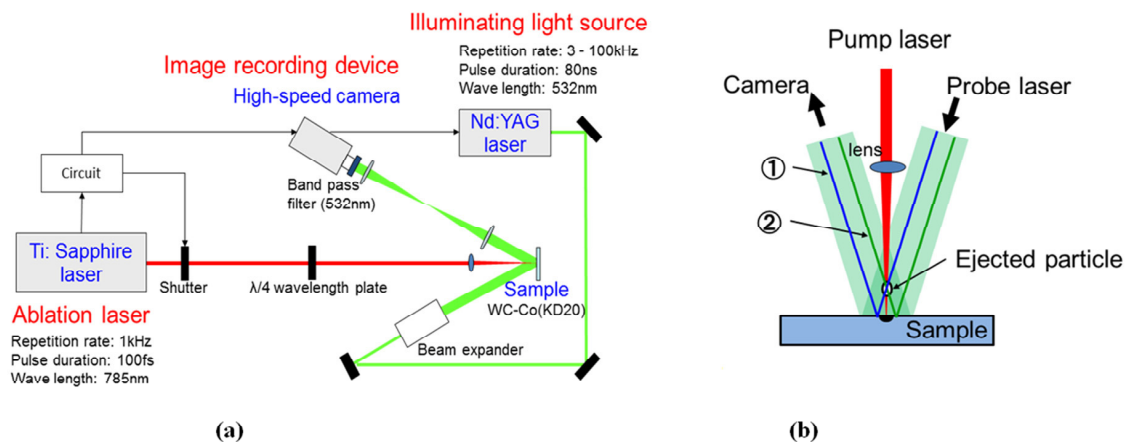 Illuminating light source
Repetition rate: 3 - 100kHz
Pulse duration: 80ns
Wave length: 532nm
Image recording device
High-speed camera
Nd:YAG
laser
Circuit
Band pass
filter (532nm)
Ti: Sapphire
laser
Shutter
λ/4 wavelength plate
Sample
WC-Co(KD20)
Ablation laser
Repetition rate: 1kHz
Pulse duration: 100fs
Wave length: 785nm
Beam expander
(a)
Pump laser
Camera
Probe laser
lens
①
②
Ejected particle
Sample
(b)